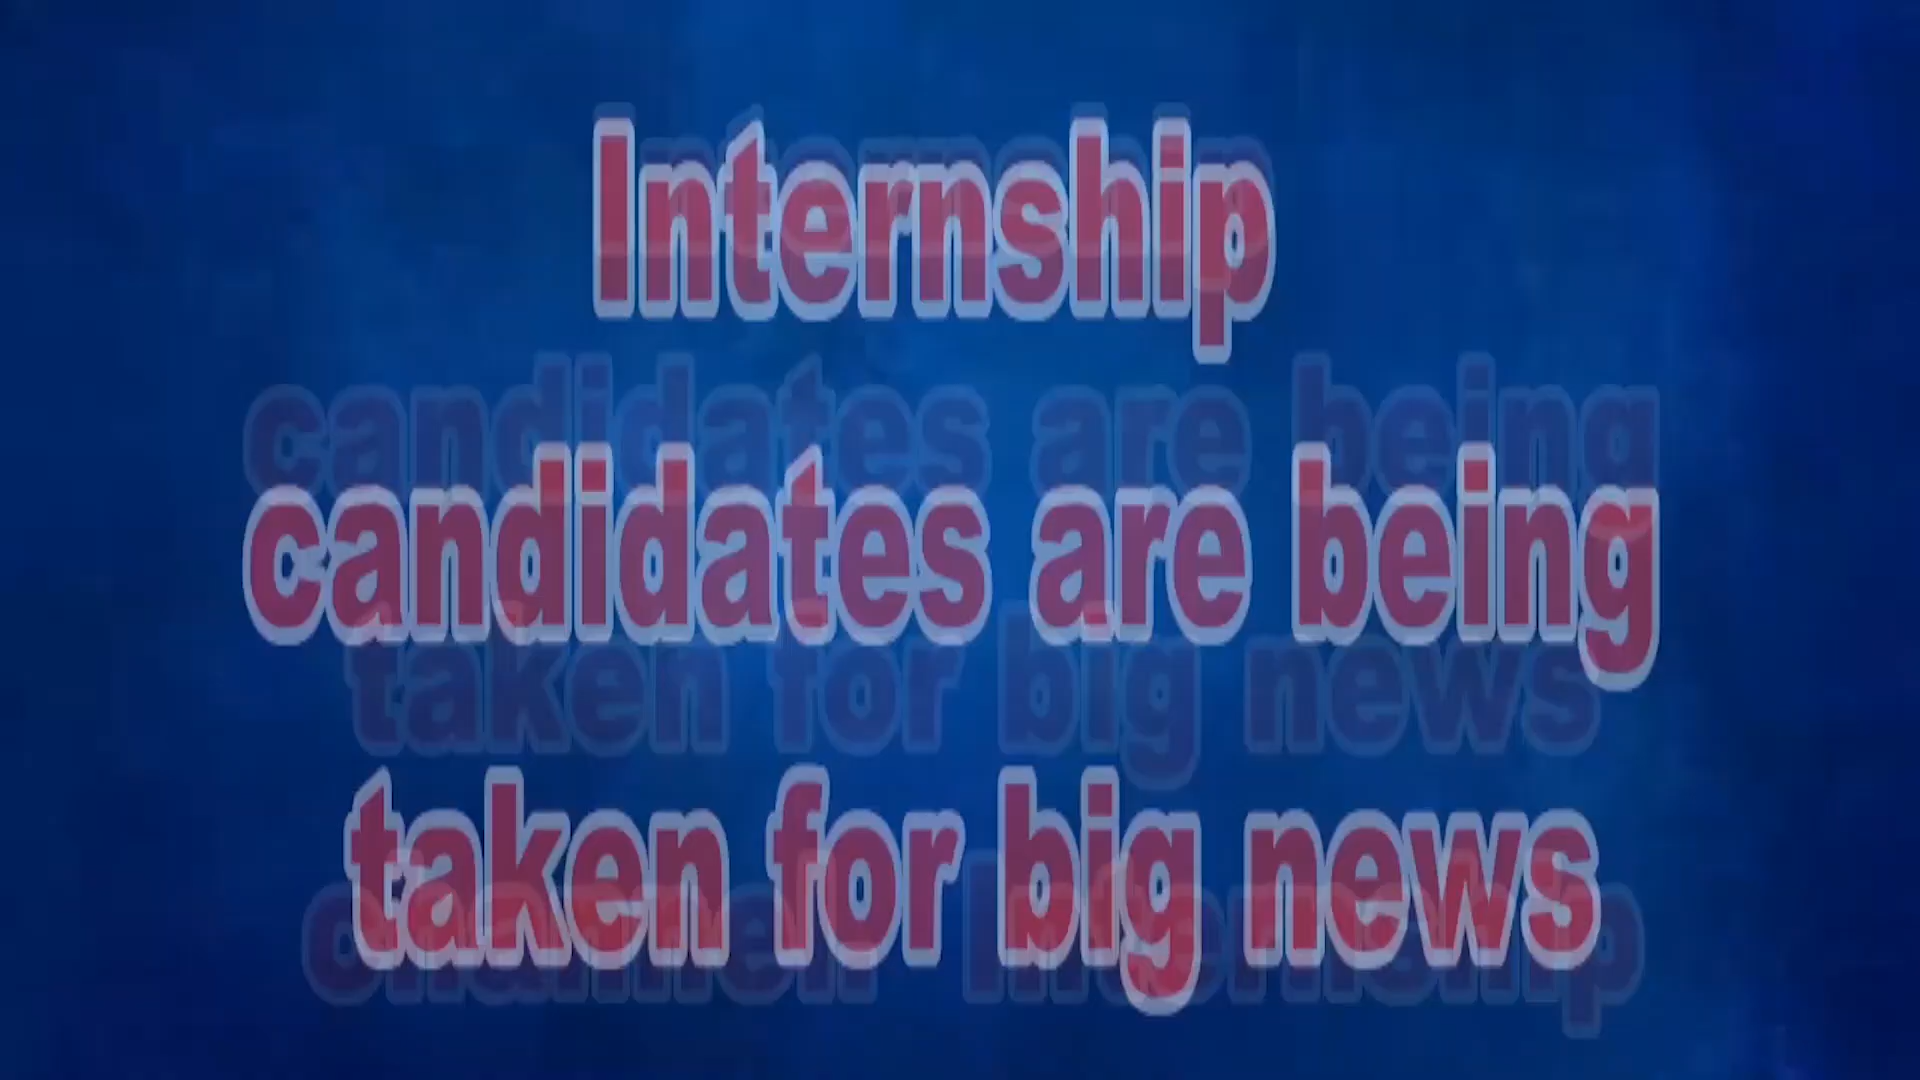 Internship
candidates are being
taken for big news